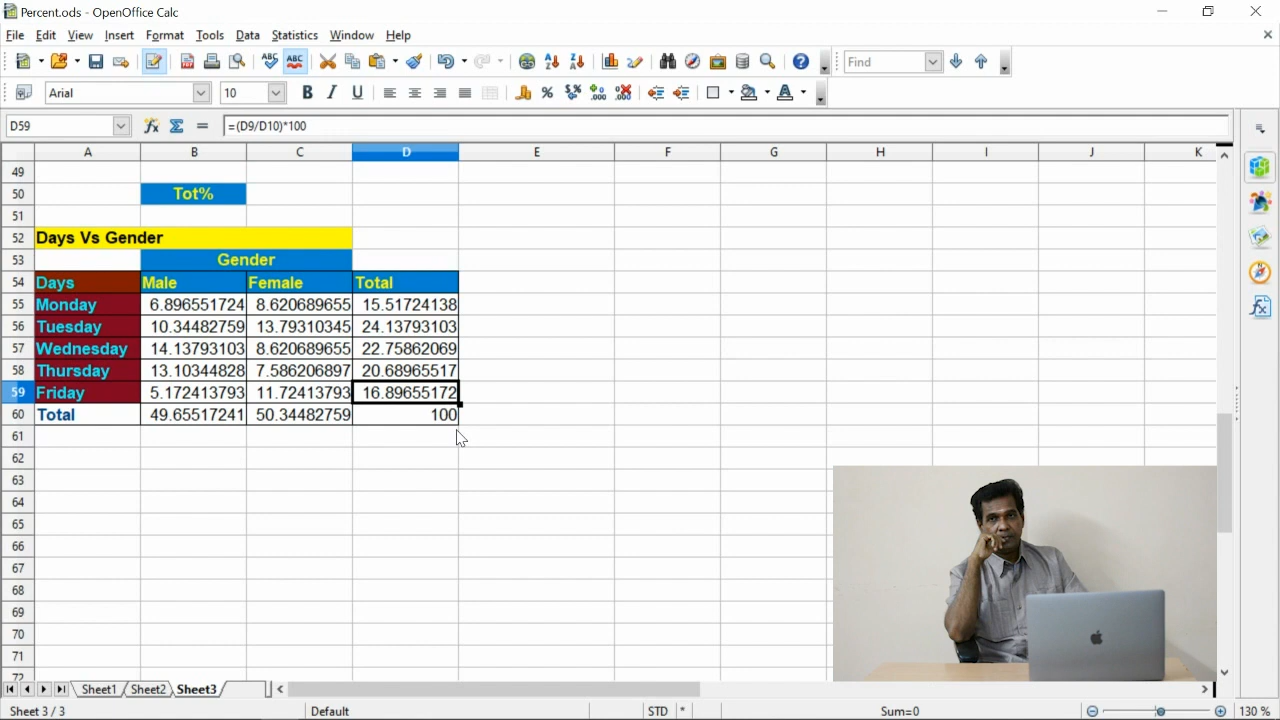 Percent.ods - OpenOffice Calc
File Edit View Insert Format Tools Data Statistics Window Help
Find
Arial 10
D59 =(D9/D10)*100
A B C D E F G H I J K
49
50 Tot%
51
52 Days Vs Gender
53 Gender
54 Days Male Female Total
55 Monday 6.896551724 8.620689655 15.51724138
56 Tuesday 10.34482759 13.79310345 24.13793103
57 Wednesday 14.13793103 8.620689655 22.75862069
58 Thursday 13.10344828 7.586206897 20.68965517
59 Friday 5.172413793 11.72413793 16.89655172
60 Total 49.65517241 50.34482759 100
61
62
63
64
65
66
67
68
69
70
71
72
Sheet1 Sheet2 Sheet3
Sheet 3 / 3 Default STD * Sum=0 130 %